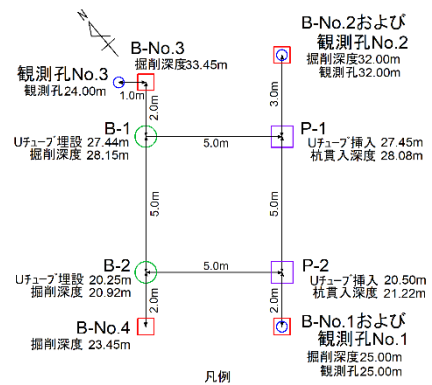 N
B-No.3
掘削深度33.45m
観測孔No.3
観測孔24.00m
1.0m
2.0m
B-No.2および
観測孔No.2
掘削深度32.00m
観測孔32.00m
3.0m
B-1
Uチューブ埋設 27.44m
掘削深度 28.15m
5.0m
P-1
Uチューブ挿入 27.45m
杭貫入深度 28.08m
5.0m
5.0m
B-2
Uチューブ埋設 20.25m
掘削深度 20.92m
5.0m
P-2
Uチューブ挿入 20.50m
杭貫入深度 21.22m
2.0m
2.0m
B-No.4
掘削深度 23.45m
B-No.1および
観測孔No.1
掘削深度25.00m
観測孔25.00m
凡例